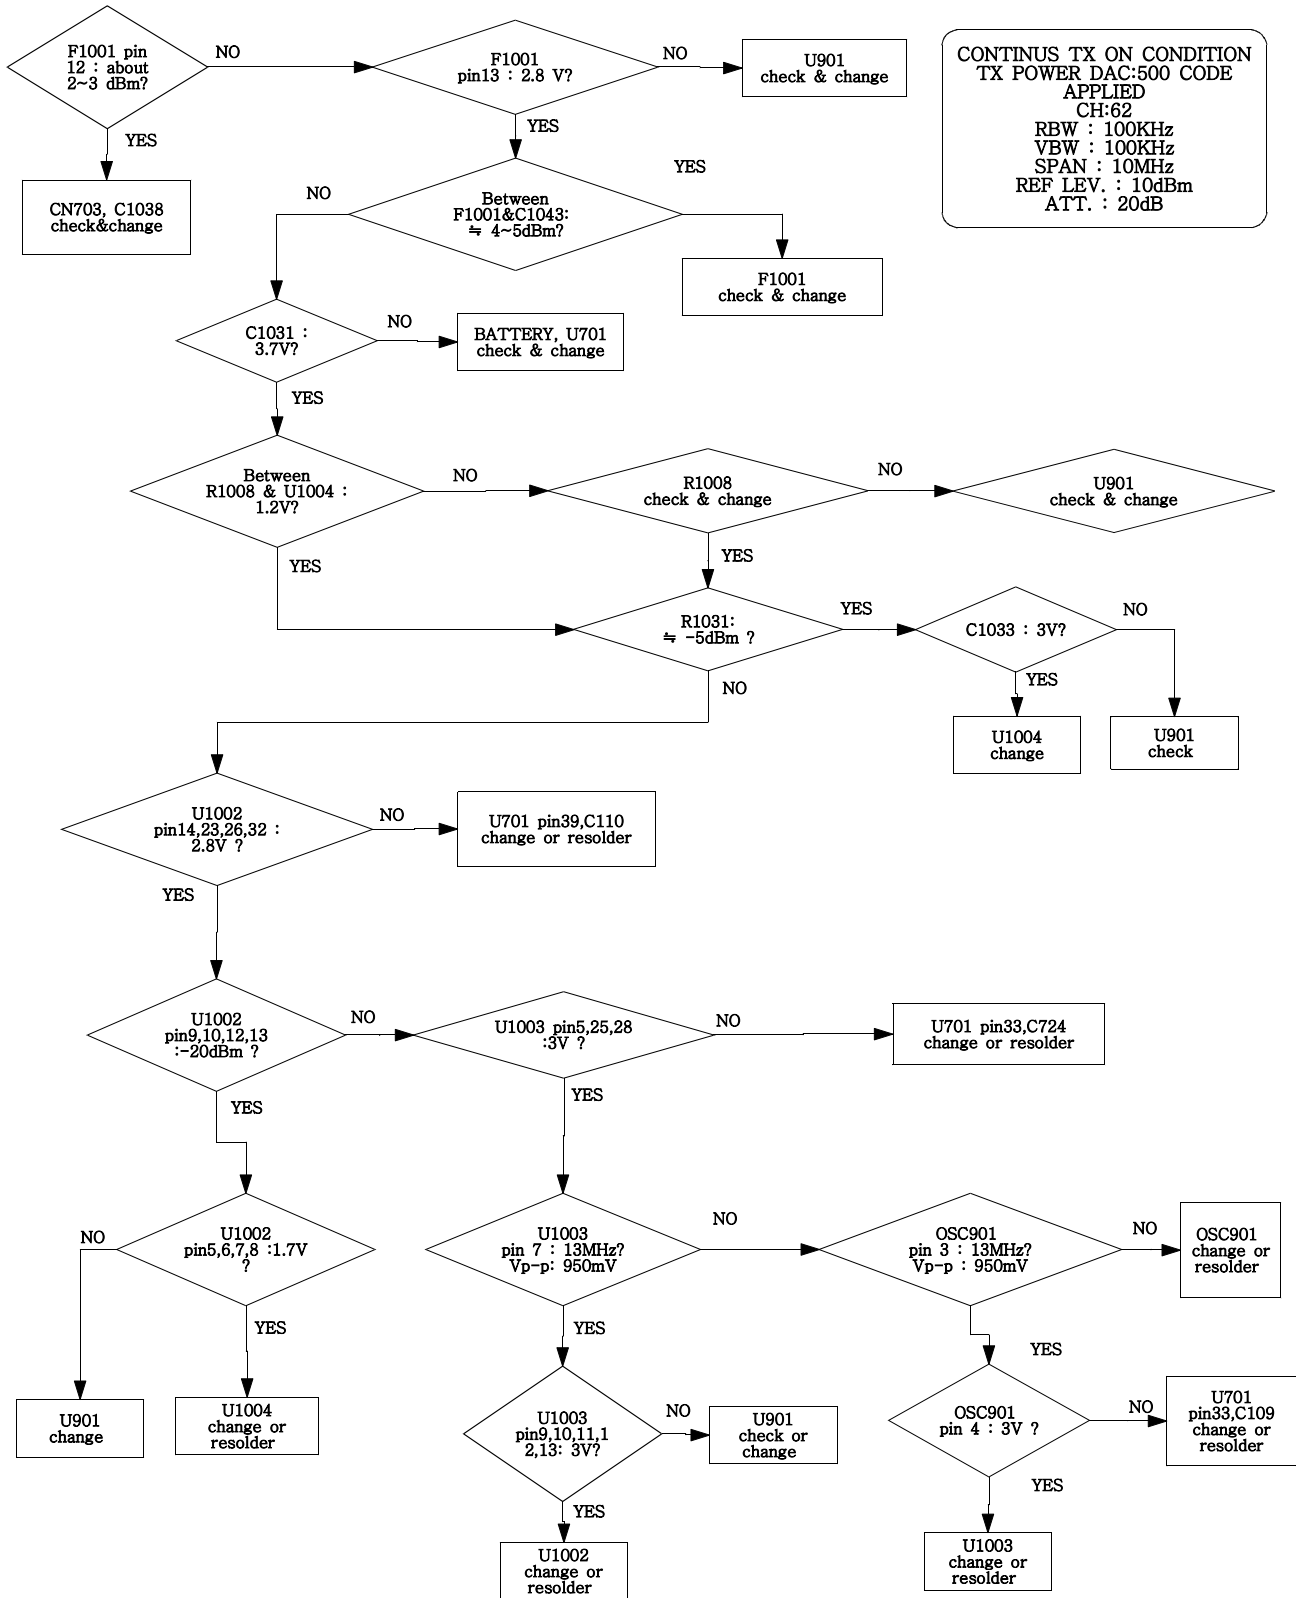 F1001 pin
12 : about
2~3 dBm?
NO
YES
CN703, C1038
check&change
F1001
pin13 : 2.8 V?
NO
U901
check & change
YES
CONTINUS TX ON CONDITION
TX POWER DAC:500 CODE
APPLIED
CH:62
RBW : 100KHz
VBW : 100KHz
SPAN : 10MHz
REF LEV. : 10dBm
ATT. : 20dB
Between
F1001&C1043:
≒ 4~5dBm?
NO
YES
F1001
check & change
C1031 :
3.7V?
NO
BATTERY, U701
check & change
YES
Between
R1008 & U1004 :
1.2V?
NO
R1008
check & change
NO
U901
check & change
YES
YES
R1031:
≒ -5dBm ?
YES
C1033 : 3V?
NO
YES
U1004
change
U901
check
NO
U1002
pin14,23,26,32 :
2.8V ?
NO
U701 pin39,C110
change or resolder
YES
U1002
pin9,10,12,13
:-20dBm ?
NO
U1003 pin5,25,28
:3V ?
NO
U701 pin33,C724
change or resolder
YES
YES
U1002
pin5,6,7,8 :1.7V
?
NO
U901
change
YES
U1004
change or
resolder
U1003
pin 7 : 13MHz?
Vp-p: 950mV
NO
OSC901
pin 3 : 13MHz?
Vp-p : 950mV
NO
OSC901
change or
resolder
YES
YES
U1003
pin9,10,11,1
2,13: 3V?
NO
U901
check or
change
YES
U1002
change or
resolder
OSC901
pin 4 : 3V ?
NO
U701
pin33,C109
change or
resolder
YES
U1003
change or
resolder